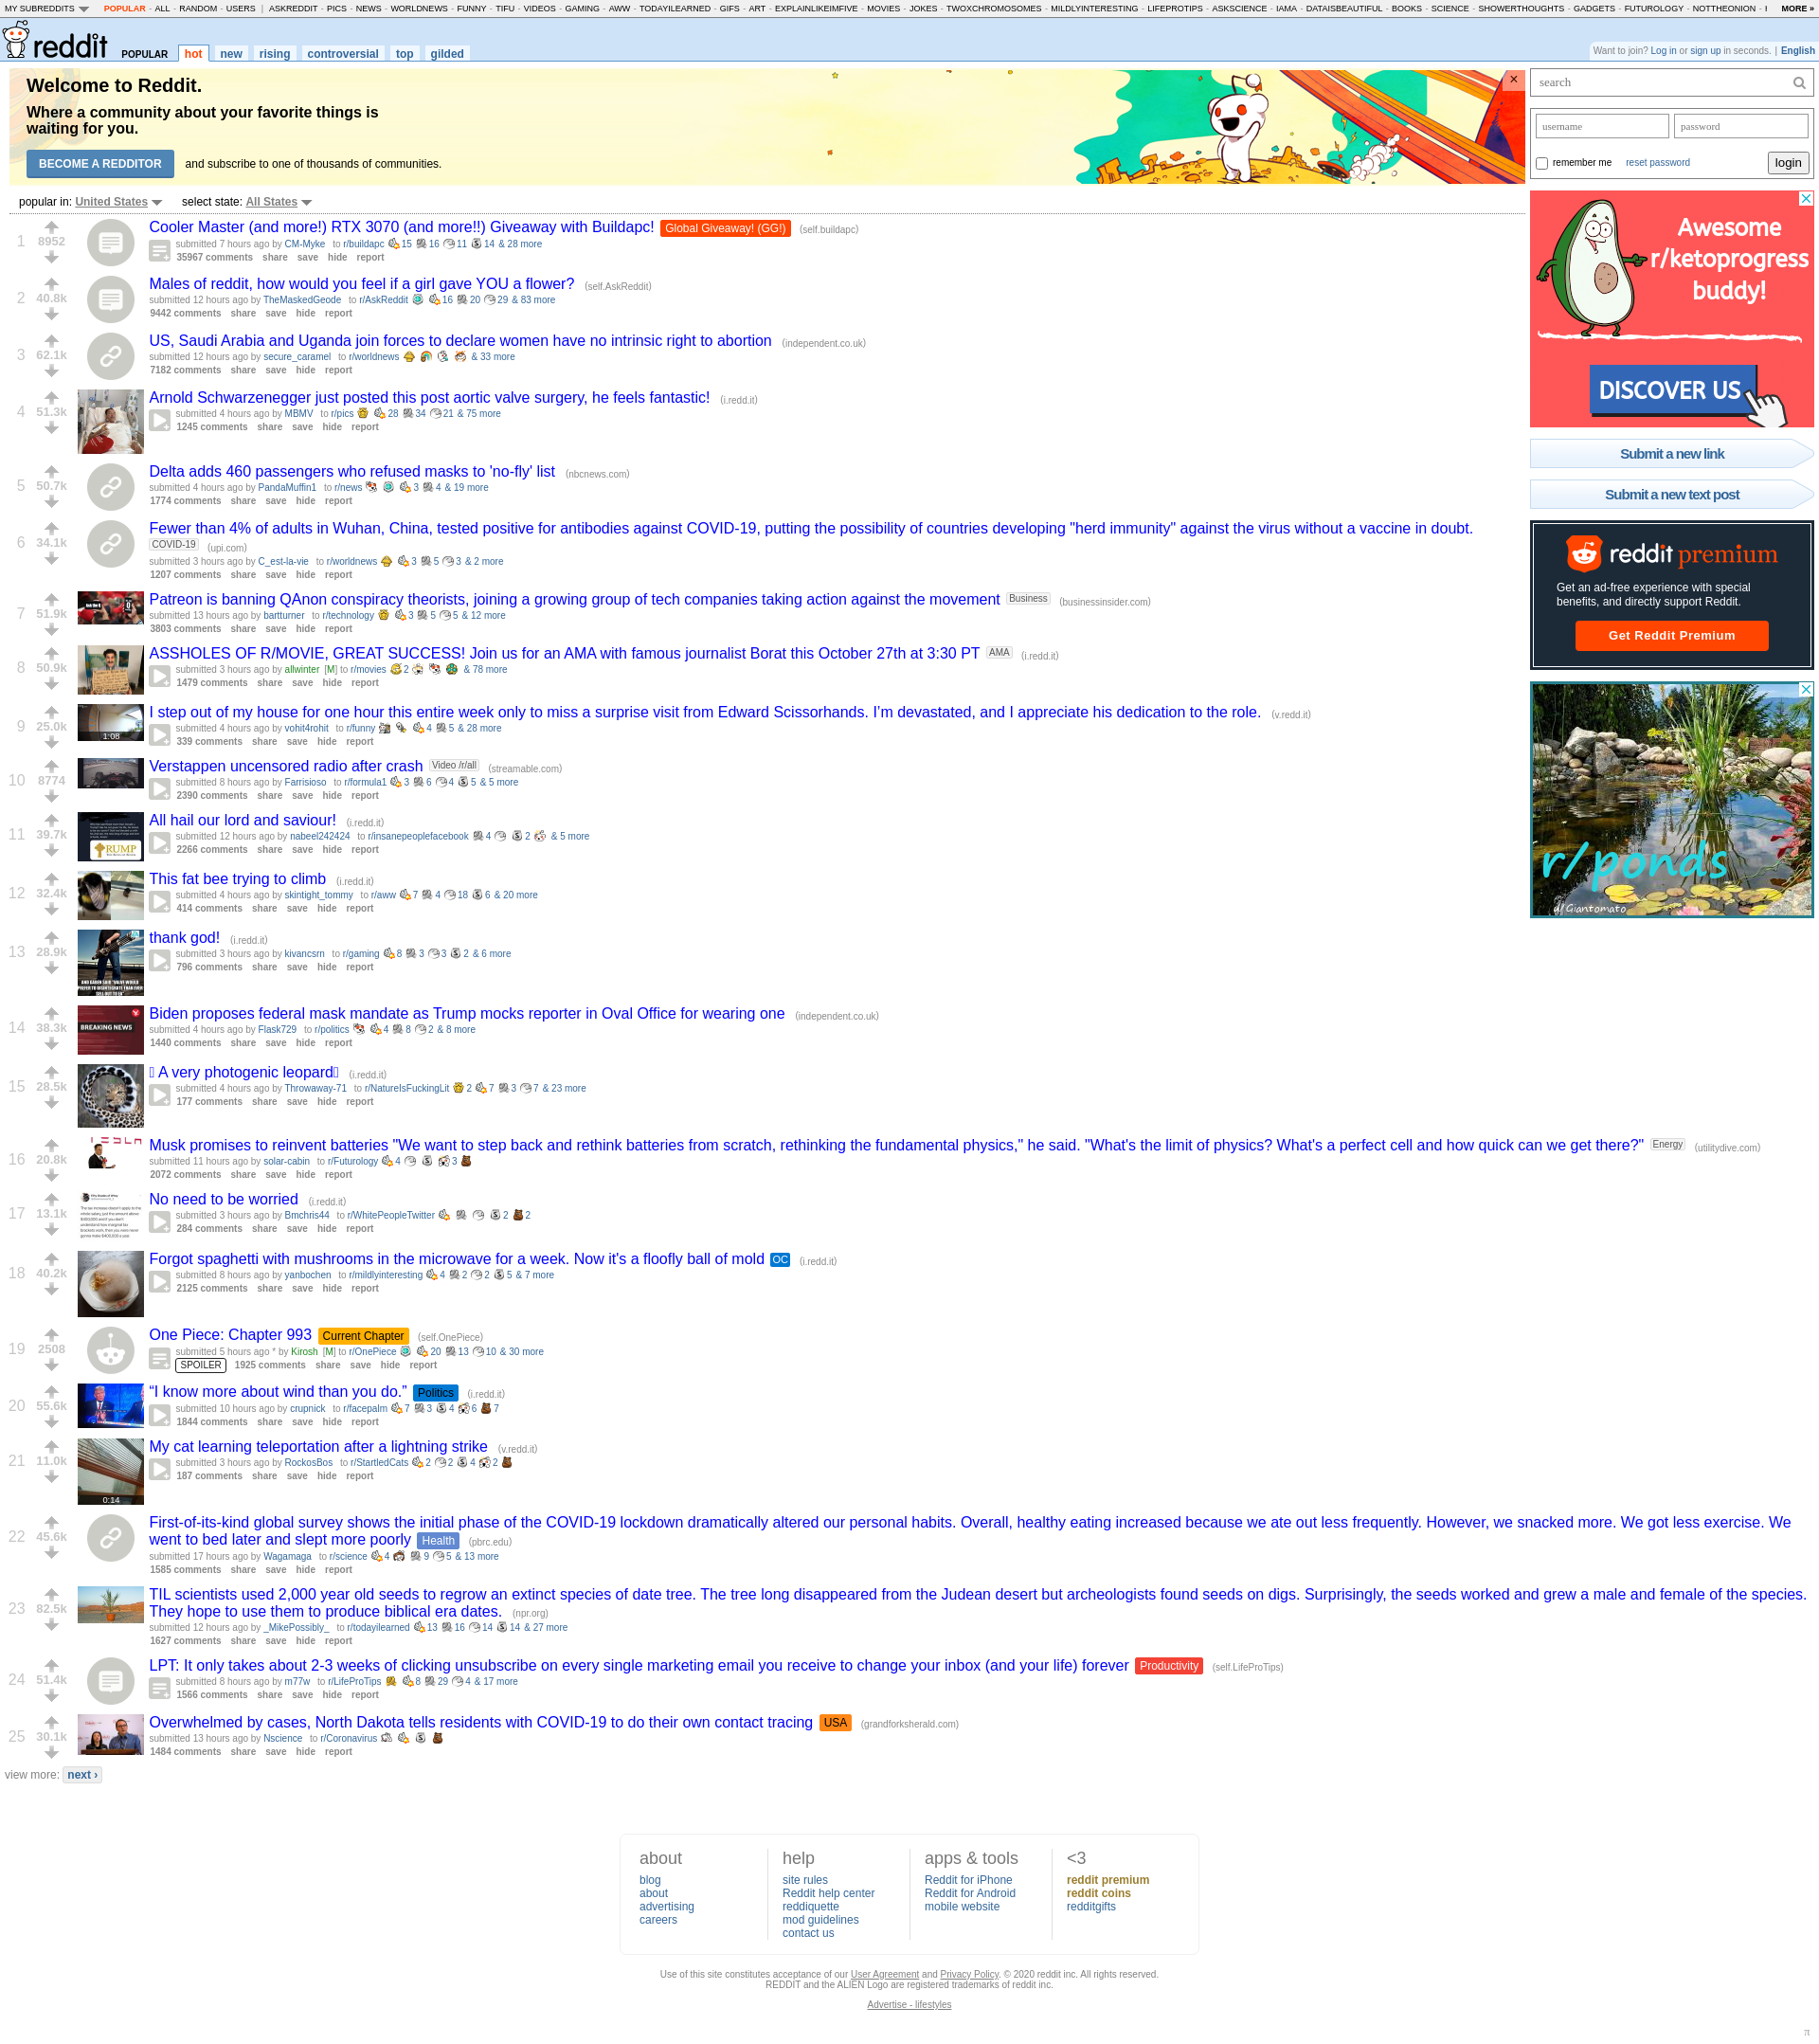 MY SUBREDDITS POPULAR - ALL - RANDOM - USERS | ASKREDDIT - PICS - NEWS - WORLDNEWS - FUNNY - TIFU - VIDEOS - GAMING - AWW - TODAYILEARNED - GIFS - ART - EXPLAINLIKEIMFIVE - MOVIES - JOKES - TWOXCHROMOSOMES - MILDLYINTERESTING - LIFEPROTIPS - ASKSCIENCE - IAMA - DATAISBEAUTIFUL - BOOKS - SCIENCE - SHOWERTHOUGHTS - GADGETS - FUTUROLOGY - NOTTHEONION - MORE »
reddit POPULAR hot new rising controversial top gilded
Want to join? Log in or sign up in seconds. | English
Welcome to Reddit.
Where a community about your favorite things is
waiting for you.
BECOME A REDDITOR and subscribe to one of thousands of communities.
×
search
username password
remember me reset password login
popular in: United States select state: All States
1 8952 Cooler Master (and more!) RTX 3070 (and more!!) Giveaway with Buildapc! Global Giveaway! (GG!) (self.buildapc)
submitted 7 hours ago by CM-Myke to r/buildapc 15 16 11 14 & 28 more
35967 comments share save hide report
2 40.8k Males of reddit, how would you feel if a girl gave YOU a flower? (self.AskReddit)
submitted 12 hours ago by TheMaskedGeode to r/AskReddit 16 20 29 & 83 more
9442 comments share save hide report
3 62.1k US, Saudi Arabia and Uganda join forces to declare women have no intrinsic right to abortion (independent.co.uk)
submitted 12 hours ago by secure_caramel to r/worldnews & 33 more
7182 comments share save hide report
4 51.3k Arnold Schwarzenegger just posted this post aortic valve surgery, he feels fantastic! (i.redd.it)
submitted 4 hours ago by MBMV to r/pics 28 34 21 & 75 more
1245 comments share save hide report
5 50.7k Delta adds 460 passengers who refused masks to 'no-fly' list (nbcnews.com)
submitted 4 hours ago by PandaMuffin1 to r/news 3 4 & 19 more
1774 comments share save hide report
6 34.1k Fewer than 4% of adults in Wuhan, China, tested positive for antibodies against COVID-19, putting the possibility of countries developing "herd immunity" against the virus without a vaccine in doubt.
COVID-19 (upi.com)
submitted 3 hours ago by C_est-la-vie to r/worldnews 3 5 3 & 2 more
1207 comments share save hide report
7 51.9k Patreon is banning QAnon conspiracy theorists, joining a growing group of tech companies taking action against the movement Business (businessinsider.com)
submitted 13 hours ago by bartturner to r/technology 3 5 5 & 12 more
3803 comments share save hide report
8 50.9k ASSHOLES OF R/MOVIE, GREAT SUCCESS! Join us for an AMA with famous journalist Borat this October 27th at 3:30 PT AMA (i.redd.it)
submitted 3 hours ago by allwinter [M] to r/movies 2 & 78 more
1479 comments share save hide report
9 25.0k 1:08 I step out of my house for one hour this entire week only to miss a surprise visit from Edward Scissorhands. I’m devastated, and I appreciate his dedication to the role. (v.redd.it)
submitted 4 hours ago by vohit4rohit to r/funny 4 5 & 28 more
339 comments share save hide report
10 8774 Verstappen uncensored radio after crash Video /r/all (streamable.com)
submitted 8 hours ago by Farrisioso to r/formula1 3 6 4 5 & 5 more
2390 comments share save hide report
11 39.7k RUMP All hail our lord and saviour! (i.redd.it)
submitted 12 hours ago by nabeel242424 to r/insanepeoplefacebook 4 2 & 5 more
2266 comments share save hide report
12 32.4k This fat bee trying to climb (i.redd.it)
submitted 4 hours ago by skintight_tommy to r/aww 7 4 18 6 & 20 more
414 comments share save hide report
13 28.9k thank god! (i.redd.it)
submitted 3 hours ago by kivancsrn to r/gaming 8 3 3 2 & 6 more
796 comments share save hide report
14 38.3k BREAKING NEWS Biden proposes federal mask mandate as Trump mocks reporter in Oval Office for wearing one (independent.co.uk)
submitted 4 hours ago by Flask729 to r/politics 4 8 2 & 8 more
1440 comments share save hide report
15 28.5k A very photogenic leopard (i.redd.it)
submitted 4 hours ago by Throwaway-71 to r/NatureIsFuckingLit 2 7 3 7 & 23 more
177 comments share save hide report
16 20.8k Musk promises to reinvent batteries "We want to step back and rethink batteries from scratch, rethinking the fundamental physics," he said. "What's the limit of physics? What's a perfect cell and how quick can we get there?" Energy (utilitydive.com)
submitted 11 hours ago by solar-cabin to r/Futurology 4 3
2072 comments share save hide report
17 13.1k No need to be worried (i.redd.it)
submitted 3 hours ago by Bmchris44 to r/WhitePeopleTwitter 2 2
284 comments share save hide report
18 40.2k Forgot spaghetti with mushrooms in the microwave for a week. Now it's a floofly ball of mold OC (i.redd.it)
submitted 8 hours ago by yanbochen to r/mildlyinteresting 4 2 2 5 & 7 more
2125 comments share save hide report
19 2508 One Piece: Chapter 993 Current Chapter (self.OnePiece)
submitted 5 hours ago * by Kirosh [M] to r/OnePiece 20 13 10 & 30 more
SPOILER 1925 comments share save hide report
20 55.6k “I know more about wind than you do.” Politics (i.redd.it)
submitted 10 hours ago by crupnick to r/facepalm 7 3 4 6 7
1844 comments share save hide report
21 11.0k 0:14 My cat learning teleportation after a lightning strike (v.redd.it)
submitted 3 hours ago by RockosBos to r/StartledCats 2 2 4 2
187 comments share save hide report
22 45.6k First-of-its-kind global survey shows the initial phase of the COVID-19 lockdown dramatically altered our personal habits. Overall, healthy eating increased because we ate out less frequently. However, we snacked more. We got less exercise. We
went to bed later and slept more poorly Health (pbrc.edu)
submitted 17 hours ago by Wagamaga to r/science 4 9 5 & 13 more
1585 comments share save hide report
23 82.5k TIL scientists used 2,000 year old seeds to regrow an extinct species of date tree. The tree long disappeared from the Judean desert but archeologists found seeds on digs. Surprisingly, the seeds worked and grew a male and female of the species.
They hope to use them to produce biblical era dates. (npr.org)
submitted 12 hours ago by _MikePossibly_ to r/todayilearned 13 16 14 14 & 27 more
1627 comments share save hide report
24 51.4k LPT: It only takes about 2-3 weeks of clicking unsubscribe on every single marketing email you receive to change your inbox (and your life) forever Productivity (self.LifeProTips)
submitted 8 hours ago by m77w to r/LifeProTips 8 29 4 & 17 more
1566 comments share save hide report
25 30.1k Overwhelmed by cases, North Dakota tells residents with COVID-19 to do their own contact tracing USA (grandforksherald.com)
submitted 13 hours ago by Nscience to r/Coronavirus
1484 comments share save hide report
view more: next ›
Awesome
r/ketoprogress
buddy!
DISCOVER US
Submit a new link
Submit a new text post
reddit premium
Get an ad-free experience with special
benefits, and directly support Reddit.
Get Reddit Premium
r/ponds
u/Giantomato
about help apps & tools <3
blog site rules Reddit for iPhone reddit premium
about Reddit help center Reddit for Android reddit coins
advertising reddiquette mobile website redditgifts
careers mod guidelines
contact us
Use of this site constitutes acceptance of our User Agreement and Privacy Policy. © 2020 reddit inc. All rights reserved.
REDDIT and the ALIEN Logo are registered trademarks of reddit inc.
Advertise - lifestyles
π